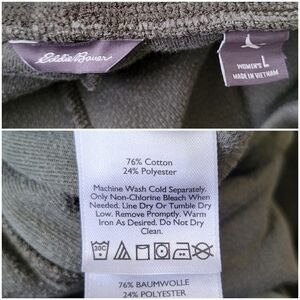 Eddie Bauer
L
WOMEN'S
MADE IN VIETNAM
76% Cotton
24% Polyester
Machine Wash Cold Separately.
Only Non-Chlorine Bleach When
Needed. Line Dry Or Tumble Dry
Low. Remove Promptly. Warm
Iron As Desired. Do Not Dry
Clean.
30C
76% BAUMWOLLE
24% POLYESTER